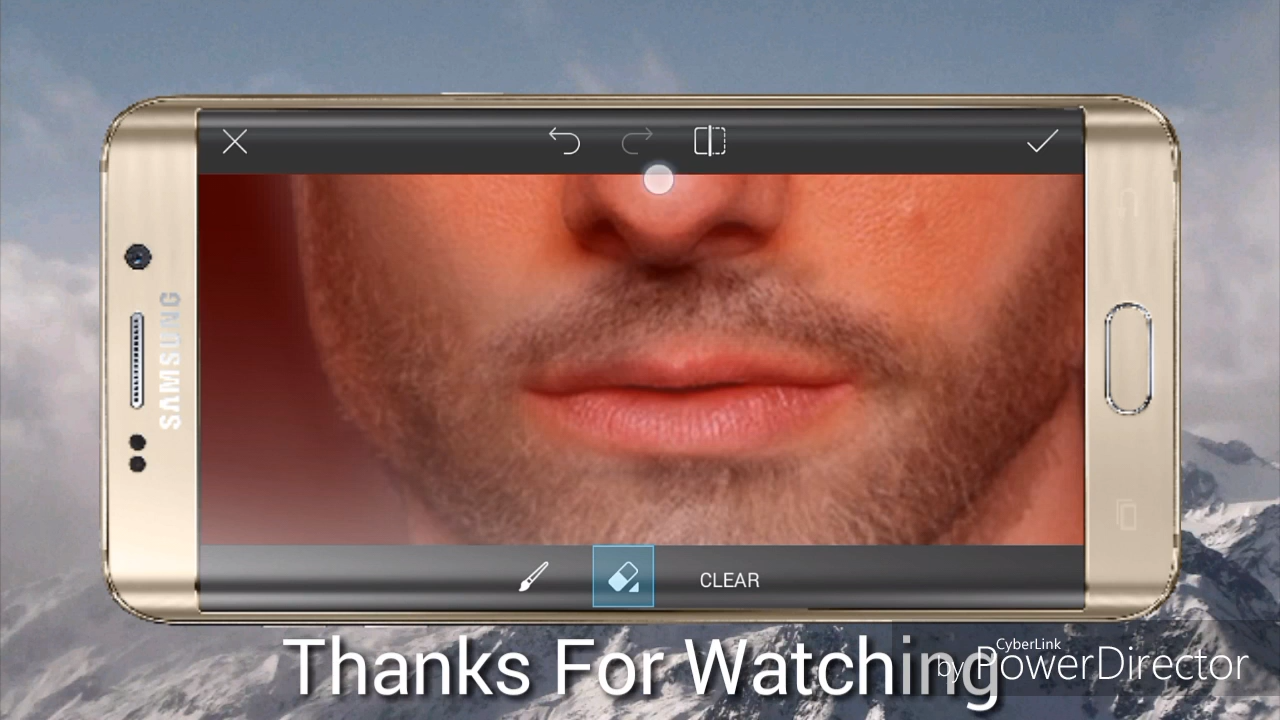 SAMSUNG
CLEAR
Thanks For Watching
CyberLink
by PowerDirector